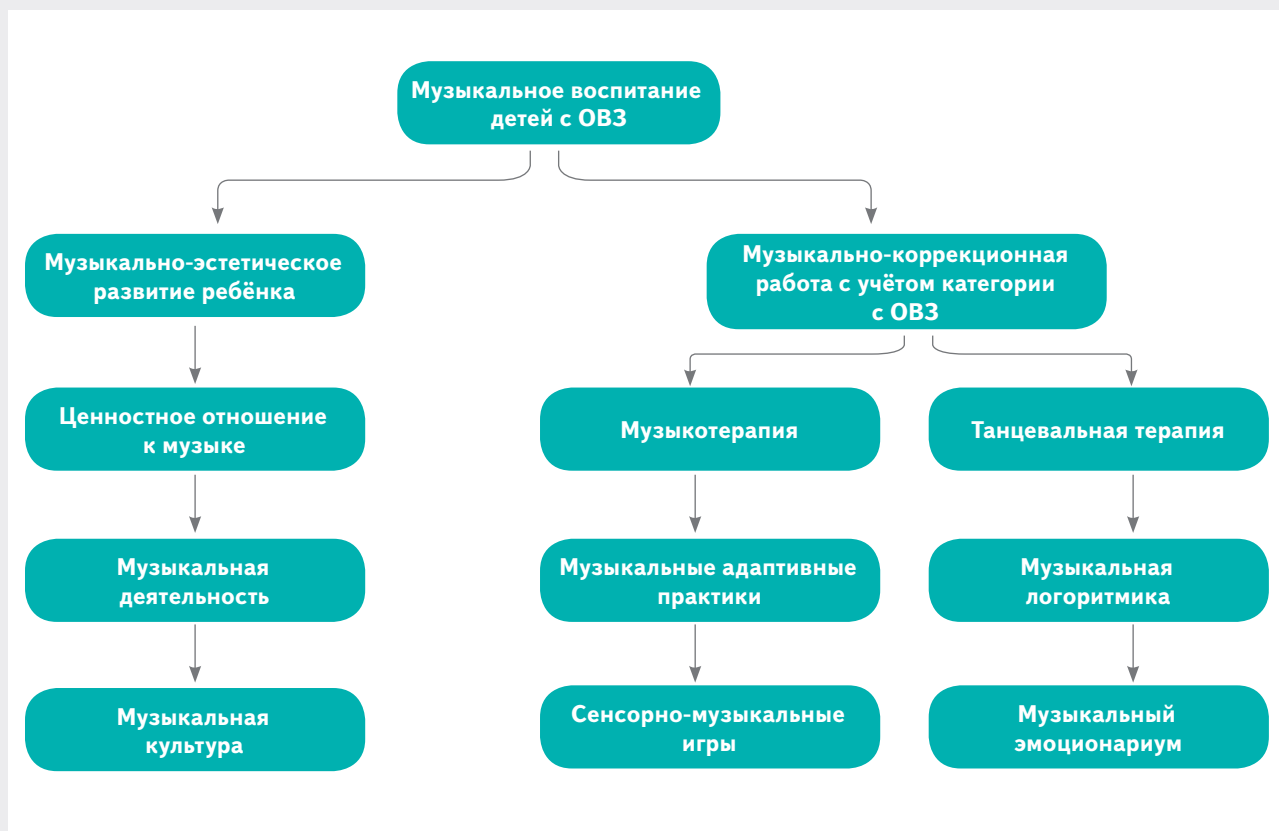 Музыкальное воспитание
детей с ОВЗ
Музыкально-эстетическое
развитие ребёнка
Музыкально-коррекционная
работа с учётом категории
с ОВЗ
Ценностное отношение
к музыке
Музыкотерапия
Танцевальная терапия
Музыкальная
деятельность
Музыкальные адаптивные
практики
Музыкальная
логоритмика
Музыкальная
культура
Сенсорно-музыкальные
игры
Музыкальный
эмоционариум